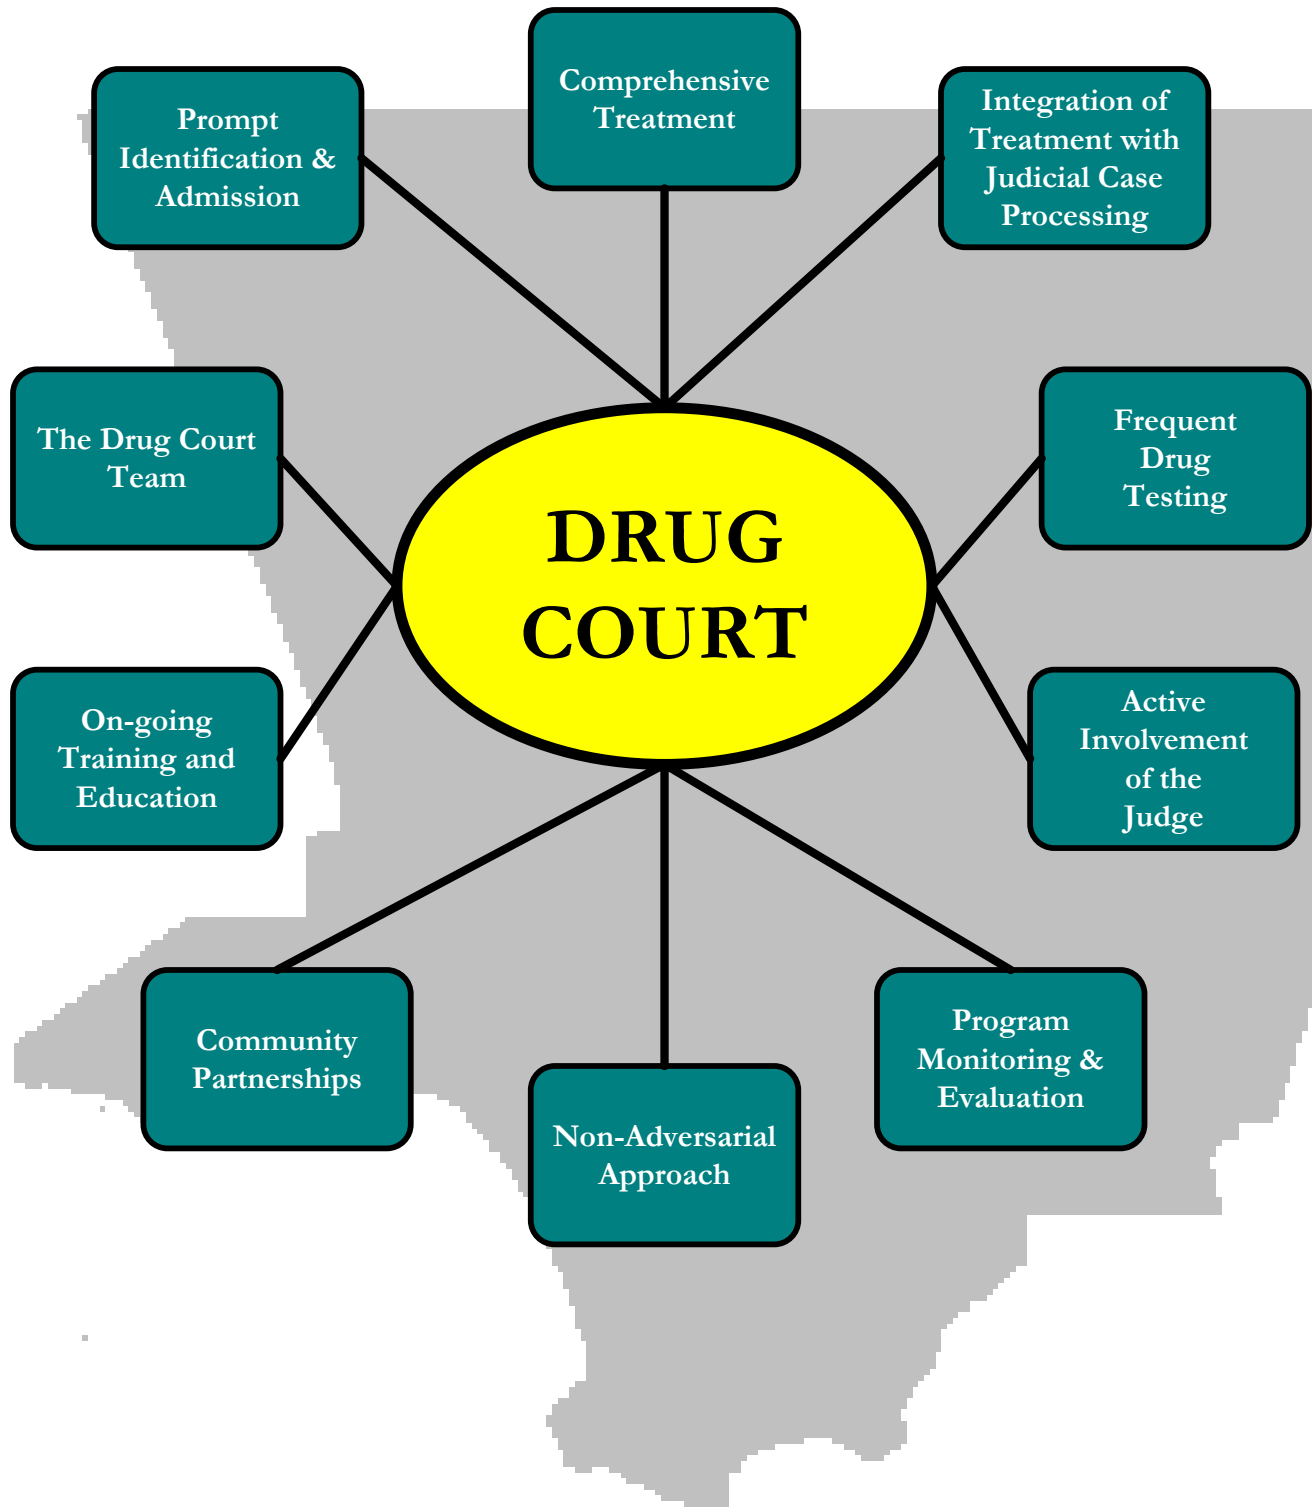 Comprehensive
Treatment
Prompt
Identification &
Admission
Integration of
Treatment with
Judicial Case
Processing
The Drug Court
Team
Frequent
Drug
Testing
DRUG
COURT
On-going
Training and
Education
Active
Involvement
of the
Judge
Community
Partnerships
Program
Monitoring &
Evaluation
Non-Adversarial
Approach